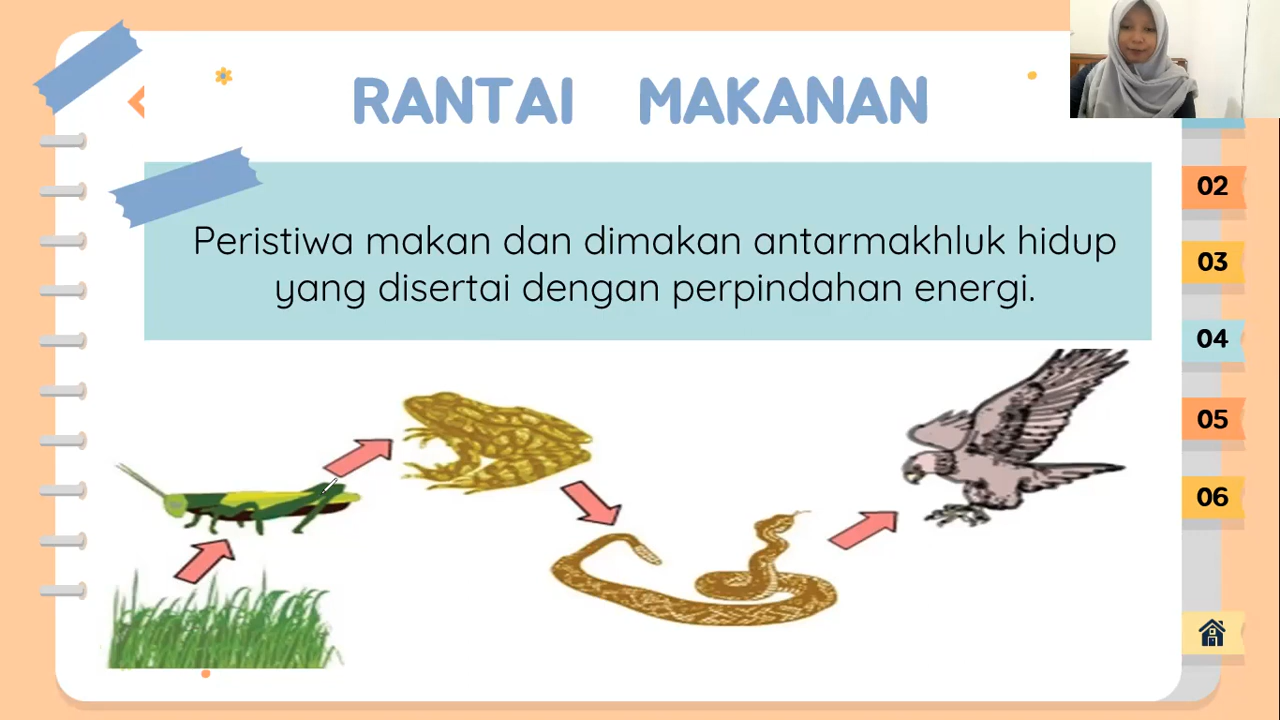 RANTAI MAKANAN
Peristiwa makan dan dimakan antarmakhluk hidup
yang disertai dengan perpindahan energi.
02
03
04
05
06